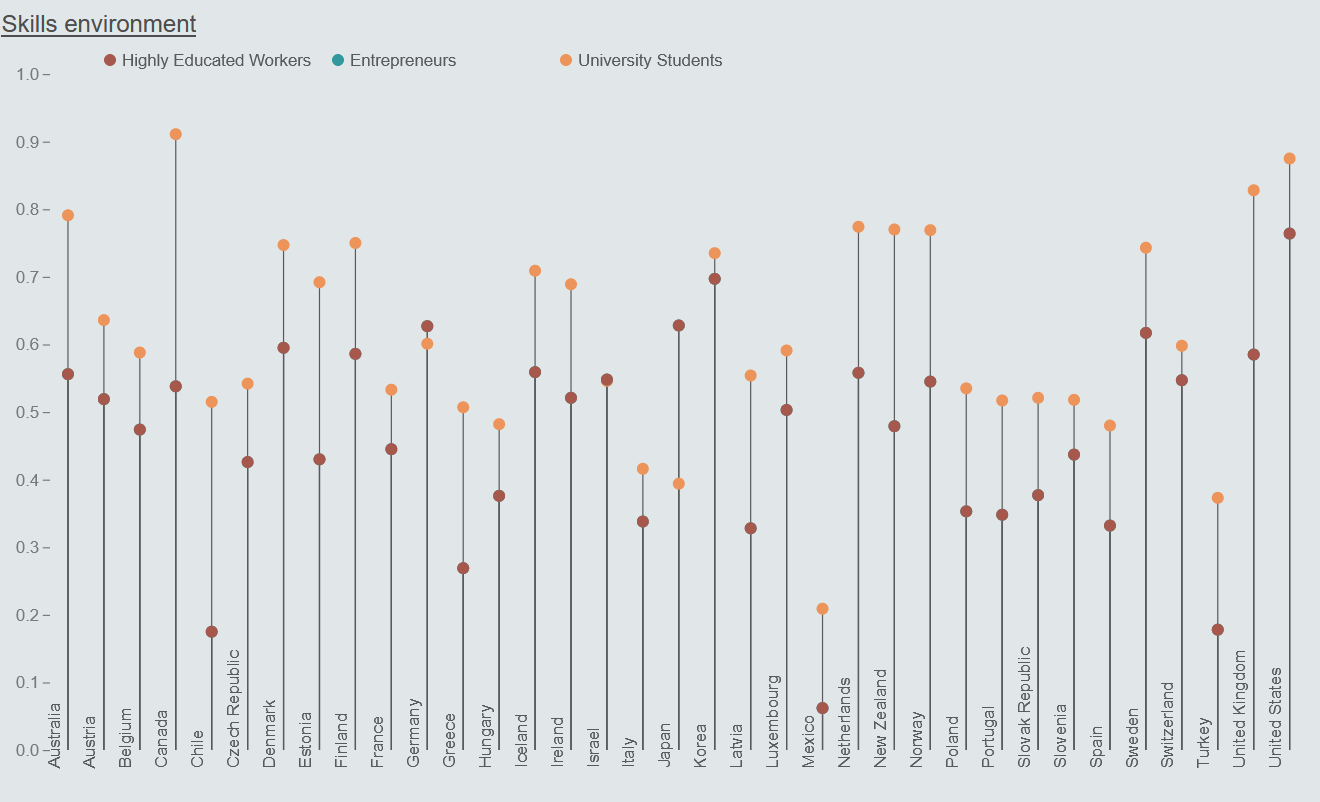 Skills environment
Highly Educated Workers
Entrepreneurs
University Students
1.0
0.9
0.8
0.7
0.6
0.5
0.4
0.3
0.2
0.1
0.0
Australia
Austria
Belgium
Canada
Chile
Czech Republic
Denmark
Estonia
Finland
France
Germany
Greece
Hungary
Iceland
Ireland
Israel
Italy
Japan
Korea
Latvia
Luxembourg
Mexico
Netherlands
New Zealand
Norway
Poland
Portugal
Slovak Republic
Slovenia
Spain
Sweden
Switzerland
Turkey
United Kingdom
United States